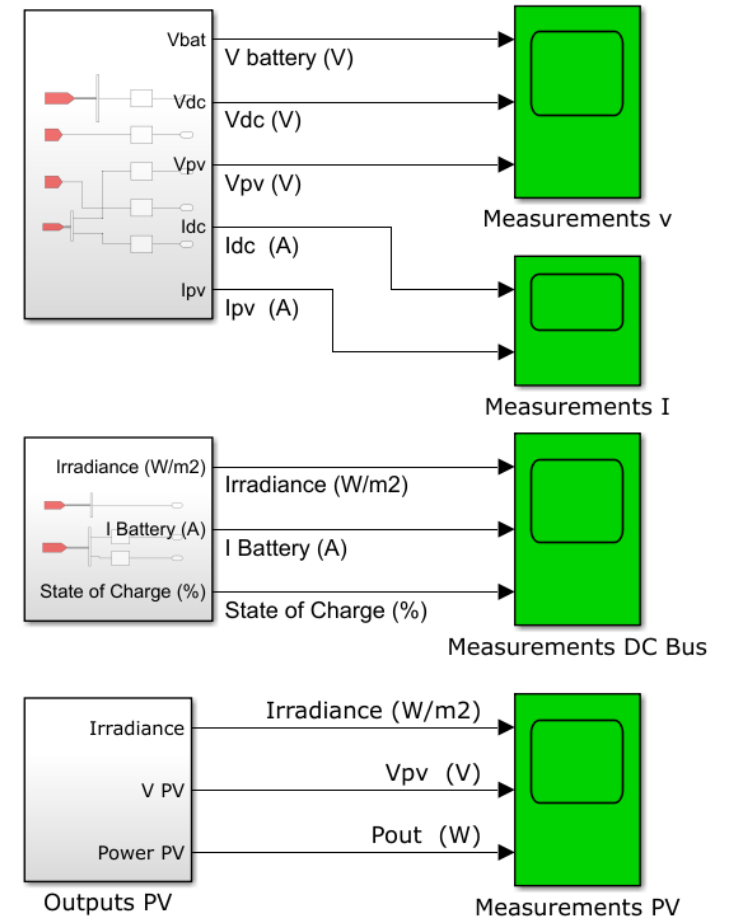 Vbat
V battery (V)
Vdc
Vdc (V)
Vpv
Vpv (V)
Measurements v
Idc
Idc (A)
Ipv
Ipv (A)
Measurements I
Irradiance (W/m2)
Irradiance (W/m2)
I Battery (A)
I Battery (A)
State of Charge (%)
State of Charge (%)
Measurements DC Bus
Irradiance
Irradiance (W/m2)
V PV
Vpv (V)
Power PV
Pout (W)
Outputs PV
Measurements PV